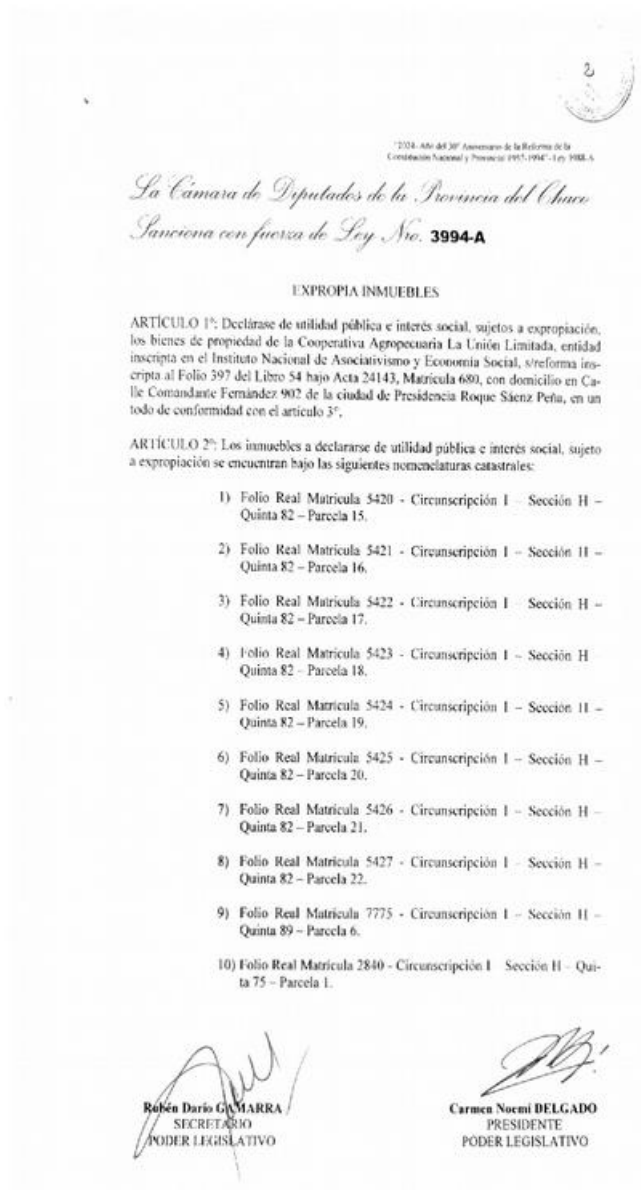 2
"2024- Año del 30° Aniversario de la Reforma de la
Constitución Nacional y Provincial 1957-1994"- Ley 3988-A
La Cámara de Diputados de la Provincia del Chaco
Sanciona con fuerza de Ley Nro. 3994-A
EXPROPIA INMUEBLES
ARTÍCULO 1°: Declárase de utilidad pública e interés social, sujetos a expropiación,
los bienes de propiedad de la Cooperativa Agropecuaria La Unión Limitada, entidad
inscripta en el Instituto Nacional de Asociativismo y Economía Social, s/reforma ins-
cripta al Folio 397 del Libro 54 bajo Acta 24143, Matrícula 680, con domicilio en Ca-
lle Comandante Fernández 902 de la ciudad de Presidencia Roque Sáenz Peña, en un
todo de conformidad con el artículo 3°.
ARTÍCULO 2°: Los inmuebles a declararse de utilidad pública e interés social, sujeto
a expropiación se encuentran bajo las siguientes nomenclaturas catastrales:
1) Folio Real Matrícula 5420 - Circunscripción I – Sección H –
Quinta 82 – Parcela 15.
2) Folio Real Matrícula 5421 - Circunscripción I – Sección H –
Quinta 82 – Parcela 16.
3) Folio Real Matrícula 5422 - Circunscripción I – Sección H –
Quinta 82 – Parcela 17.
4) Folio Real Matrícula 5423 - Circunscripción I – Sección H
Quinta 82 – Parcela 18.
5) Folio Real Matrícula 5424 - Circunscripción I – Sección H –
Quinta 82 – Parcela 19.
6) Folio Real Matrícula 5425 - Circunscripción I – Sección H –
Quinta 82 – Parcela 20.
7) Folio Real Matrícula 5426 - Circunscripción I – Sección H –
Quinta 82 – Parcela 21.
8) Folio Real Matrícula 5427 - Circunscripción I – Sección H –
Quinta 82 – Parcela 22.
9) Folio Real Matrícula 7775 - Circunscripción I – Sección H –
Quinta 89 – Parcela 6.
10) Folio Real Matrícula 2840 - Circunscripción I – Sección H – Qui-
ta 75 – Parcela 1.
Rubén Darío GAMARRA
SECRETARIO
PODER LEGISLATIVO
Carmen Noemí DELGADO
PRESIDENTE
PODER LEGISLATIVO